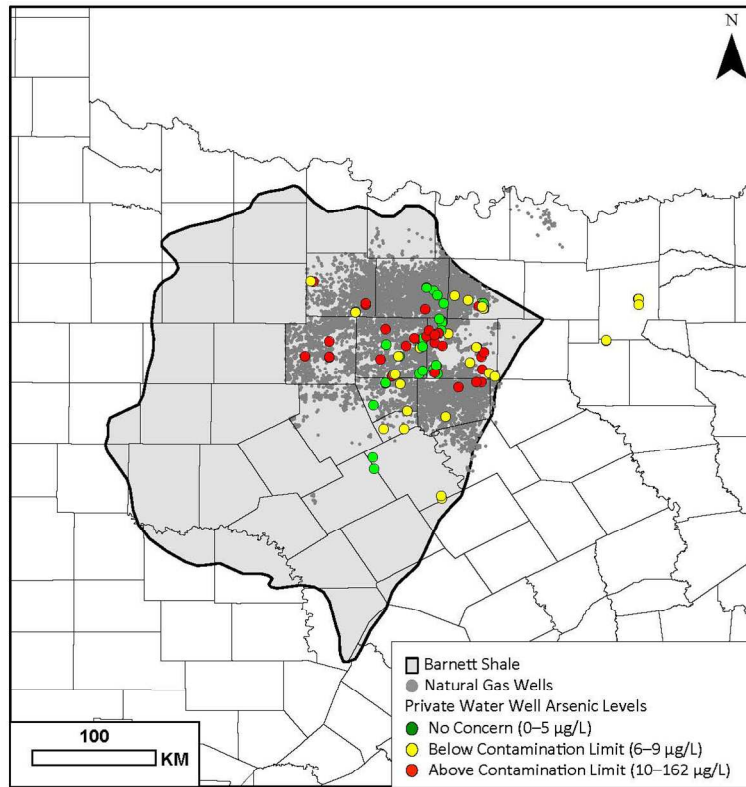 N
Barnett Shale
Natural Gas Wells
Private Water Well Arsenic Levels
No Concern (0–5 µg/L)
Below Contamination Limit (6–9 µg/L)
Above Contamination Limit (10–162 µg/L)
100
KM